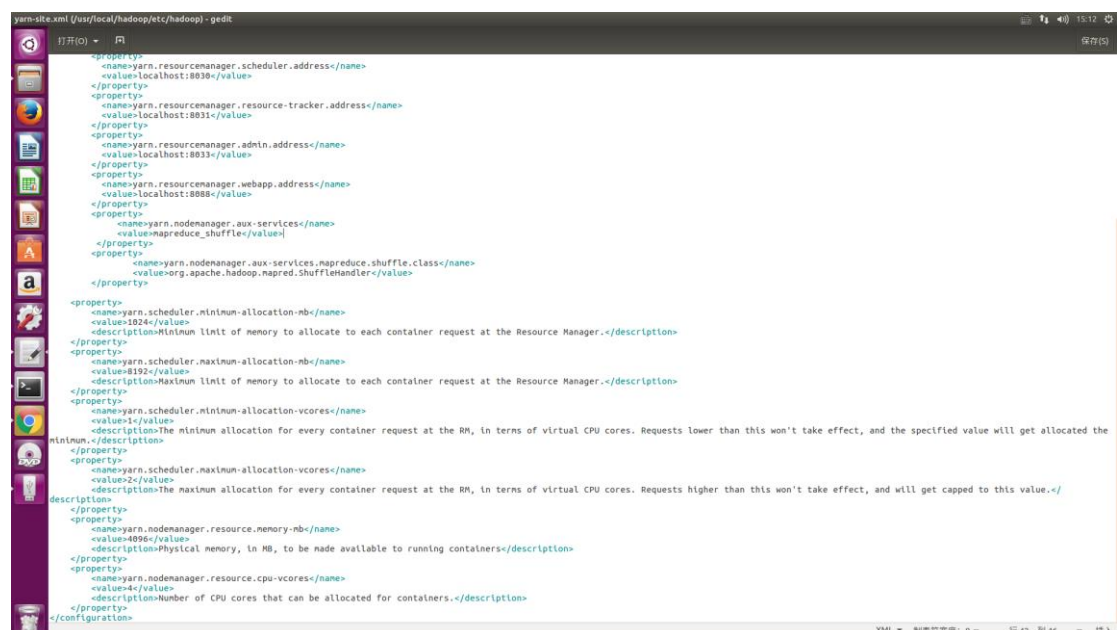 yarn-site.xml (/usr/local/hadoop/etc/hadoop) - gedit
15:12
打开(O)
保存(S)
<property>
<name>yarn.resourcemanager.scheduler.address</name>
<value>localhost:8030</value>
</property>
<property>
<name>yarn.resourcemanager.resource-tracker.address</name>
<value>localhost:8031</value>
</property>
<property>
<name>yarn.resourcemanager.admin.address</name>
<value>localhost:8033</value>
</property>
<property>
<name>yarn.resourcemanager.webapp.address</name>
<value>localhost:8088</value>
</property>
<property>
<name>yarn.nodemanager.aux-services</name>
<value>mapreduce_shuffle</value>
</property>
<property>
<name>yarn.nodemanager.aux-services.mapreduce.shuffle.class</name>
<value>org.apache.hadoop.mapred.ShuffleHandler</value>
</property>
<property>
<name>yarn.scheduler.minimum-allocation-mb</name>
<value>1024</value>
<description>Minimum limit of memory to allocate to each container request at the Resource Manager.</description>
</property>
<property>
<name>yarn.scheduler.maximum-allocation-mb</name>
<value>8192</value>
<description>Maximum limit of memory to allocate to each container request at the Resource Manager.</description>
</property>
<property>
<name>yarn.scheduler.minimum-allocation-vcores</name>
<value>1</value>
<description>The minimum allocation for every container request at the RM, in terms of virtual CPU cores. Requests lower than this won't take effect, and the specified value will get allocated the
minimum.</description>
</property>
<property>
<name>yarn.scheduler.maximum-allocation-vcores</name>
<value>2</value>
<description>The maximum allocation for every container request at the RM, in terms of virtual CPU cores. Requests higher than this won't take effect, and will get capped to this value.</
description>
</property>
<property>
<name>yarn.nodemanager.resource.memory-mb</name>
<value>4096</value>
<description>Physical memory, in MB, to be made available to running containers</description>
</property>
<property>
<name>yarn.nodemanager.resource.cpu-vcores</name>
<value>4</value>
<description>Number of CPU cores that can be allocated for containers.</description>
</property>
</configuration>
XML